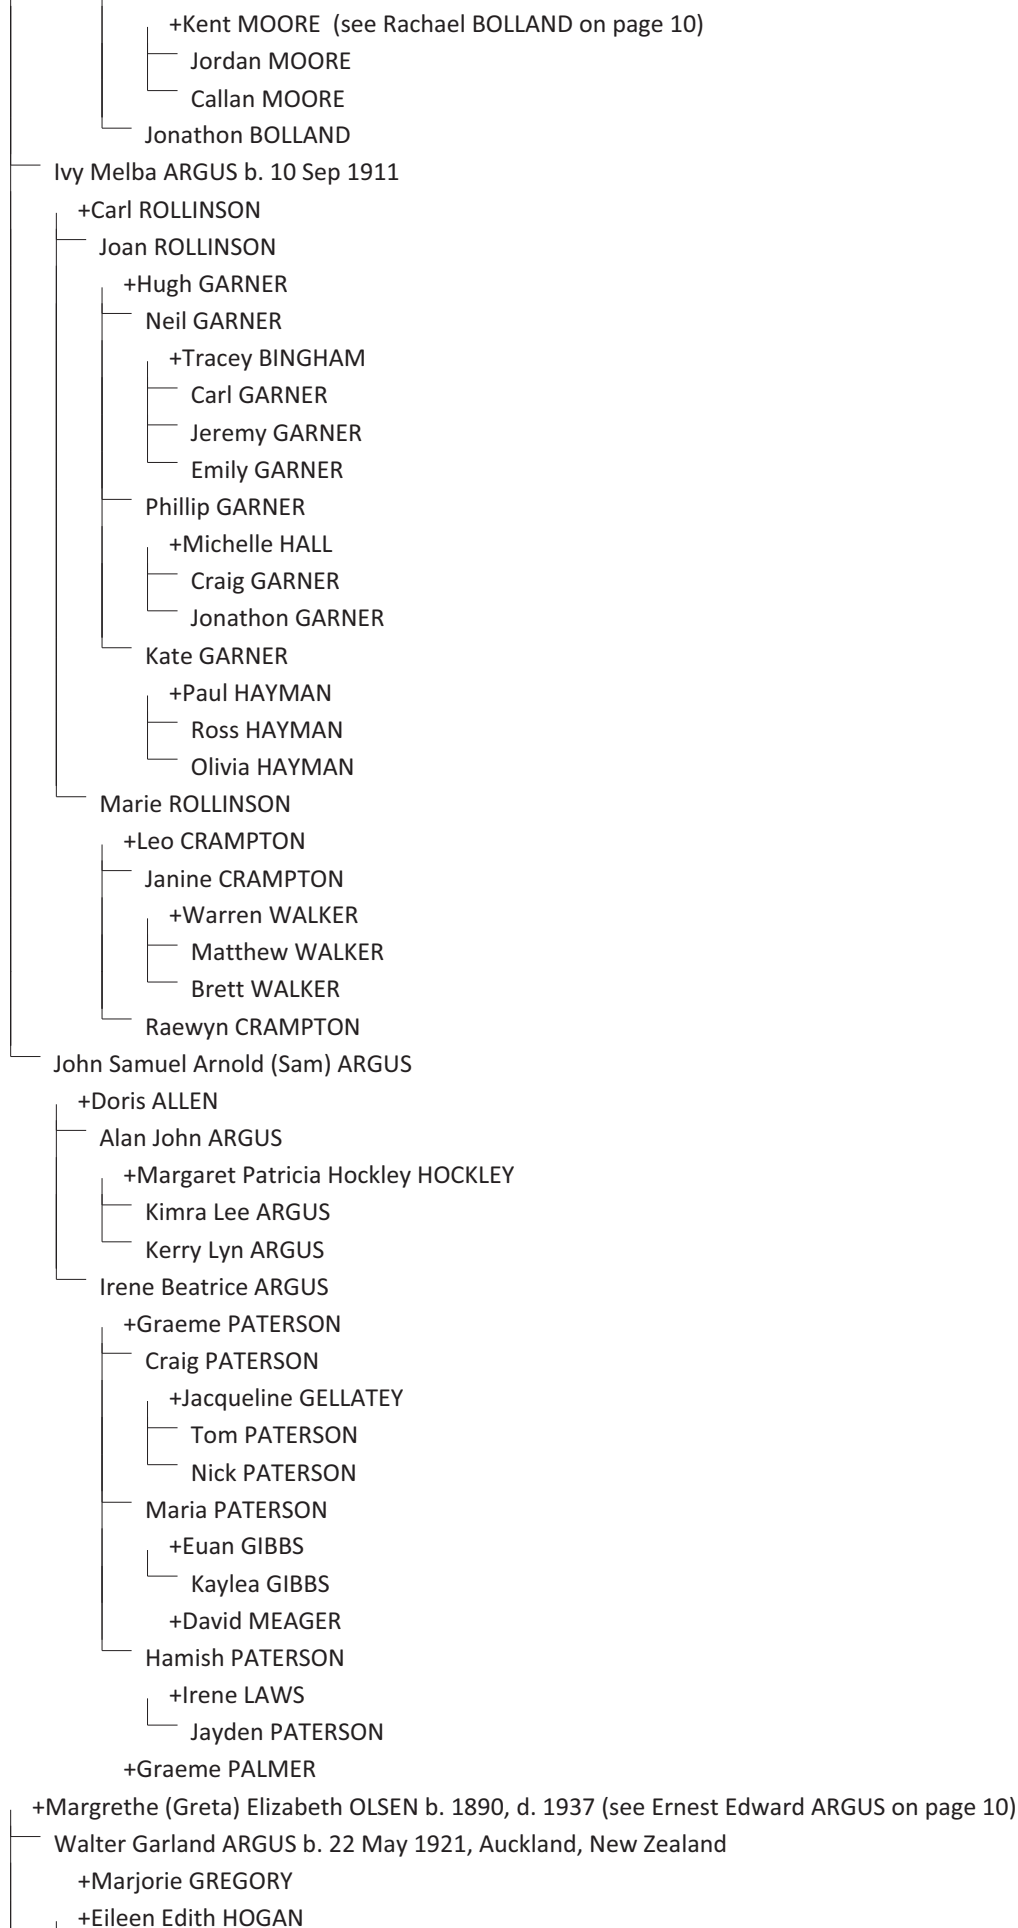 +Kent MOORE (see Rachael BOLLAND on page 10)
Jordan MOORE
Callan MOORE
Jonathon BOLLAND
Ivy Melba ARGUS b. 10 Sep 1911
+Carl ROLLINSON
Joan ROLLINSON
+Hugh GARNER
Neil GARNER
+Tracey BINGHAM
Carl GARNER
Jeremy GARNER
Emily GARNER
Phillip GARNER
+Michelle HALL
Craig GARNER
Jonathon GARNER
Kate GARNER
+Paul HAYMAN
Ross HAYMAN
Olivia HAYMAN
Marie ROLLINSON
+Leo CRAMPTON
Janine CRAMPTON
+Warren WALKER
Matthew WALKER
Brett WALKER
Raewyn CRAMPTON
John Samuel Arnold (Sam) ARGUS
+Doris ALLEN
Alan John ARGUS
+Margaret Patricia Hockley HOCKLEY
Kimra Lee ARGUS
Kerry Lyn ARGUS
Irene Beatrice ARGUS
+Graeme PATERSON
Craig PATERSON
+Jacqueline GELLATEY
Tom PATERSON
Nick PATERSON
Maria PATERSON
+Euan GIBBS
Kaylea GIBBS
+David MEAGER
Hamish PATERSON
+Irene LAWS
Jayden PATERSON
+Graeme PALMER
+Margrethe (Greta) Elizabeth OLSEN b. 1890, d. 1937 (see Ernest Edward ARGUS on page 10)
Walter Garland ARGUS b. 22 May 1921, Auckland, New Zealand
+Marjorie GREGORY
+Eileen Edith HOGAN